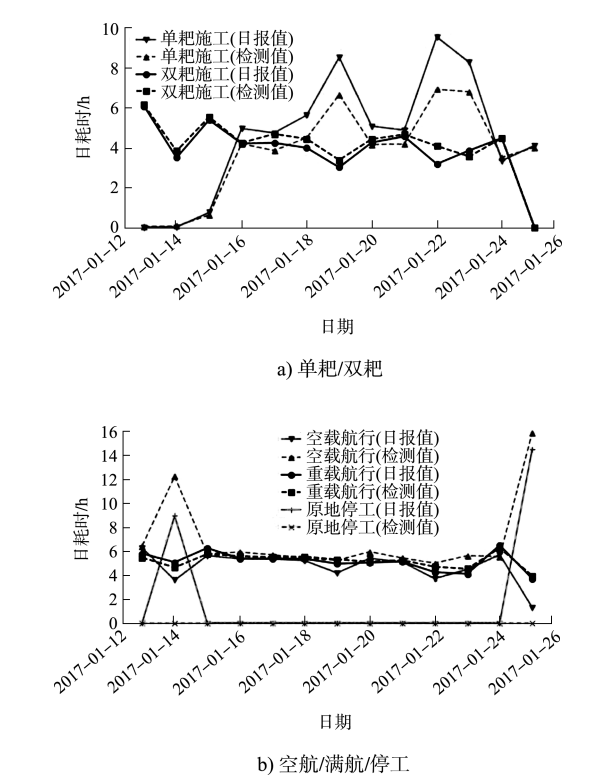 10
8
6
4
2
0
日耗时/h
单耙施工(日报值)
单耙施工(检测值)
双耙施工(日报值)
双耙施工(检测值)
2017-01-12
2017-01-14
2017-01-16
2017-01-18
2017-01-20
2017-01-22
2017-01-24
2017-01-26
日期
a) 单耙/双耙
16
14
12
10
8
6
4
2
0
日耗时/h
空载航行(日报值)
空载航行(检测值)
重载航行(日报值)
重载航行(检测值)
原地停工(日报值)
原地停工(检测值)
2017-01-12
2017-01-14
2017-01-16
2017-01-18
2017-01-20
2017-01-22
2017-01-24
2017-01-26
日期
b) 空航/满航/停工